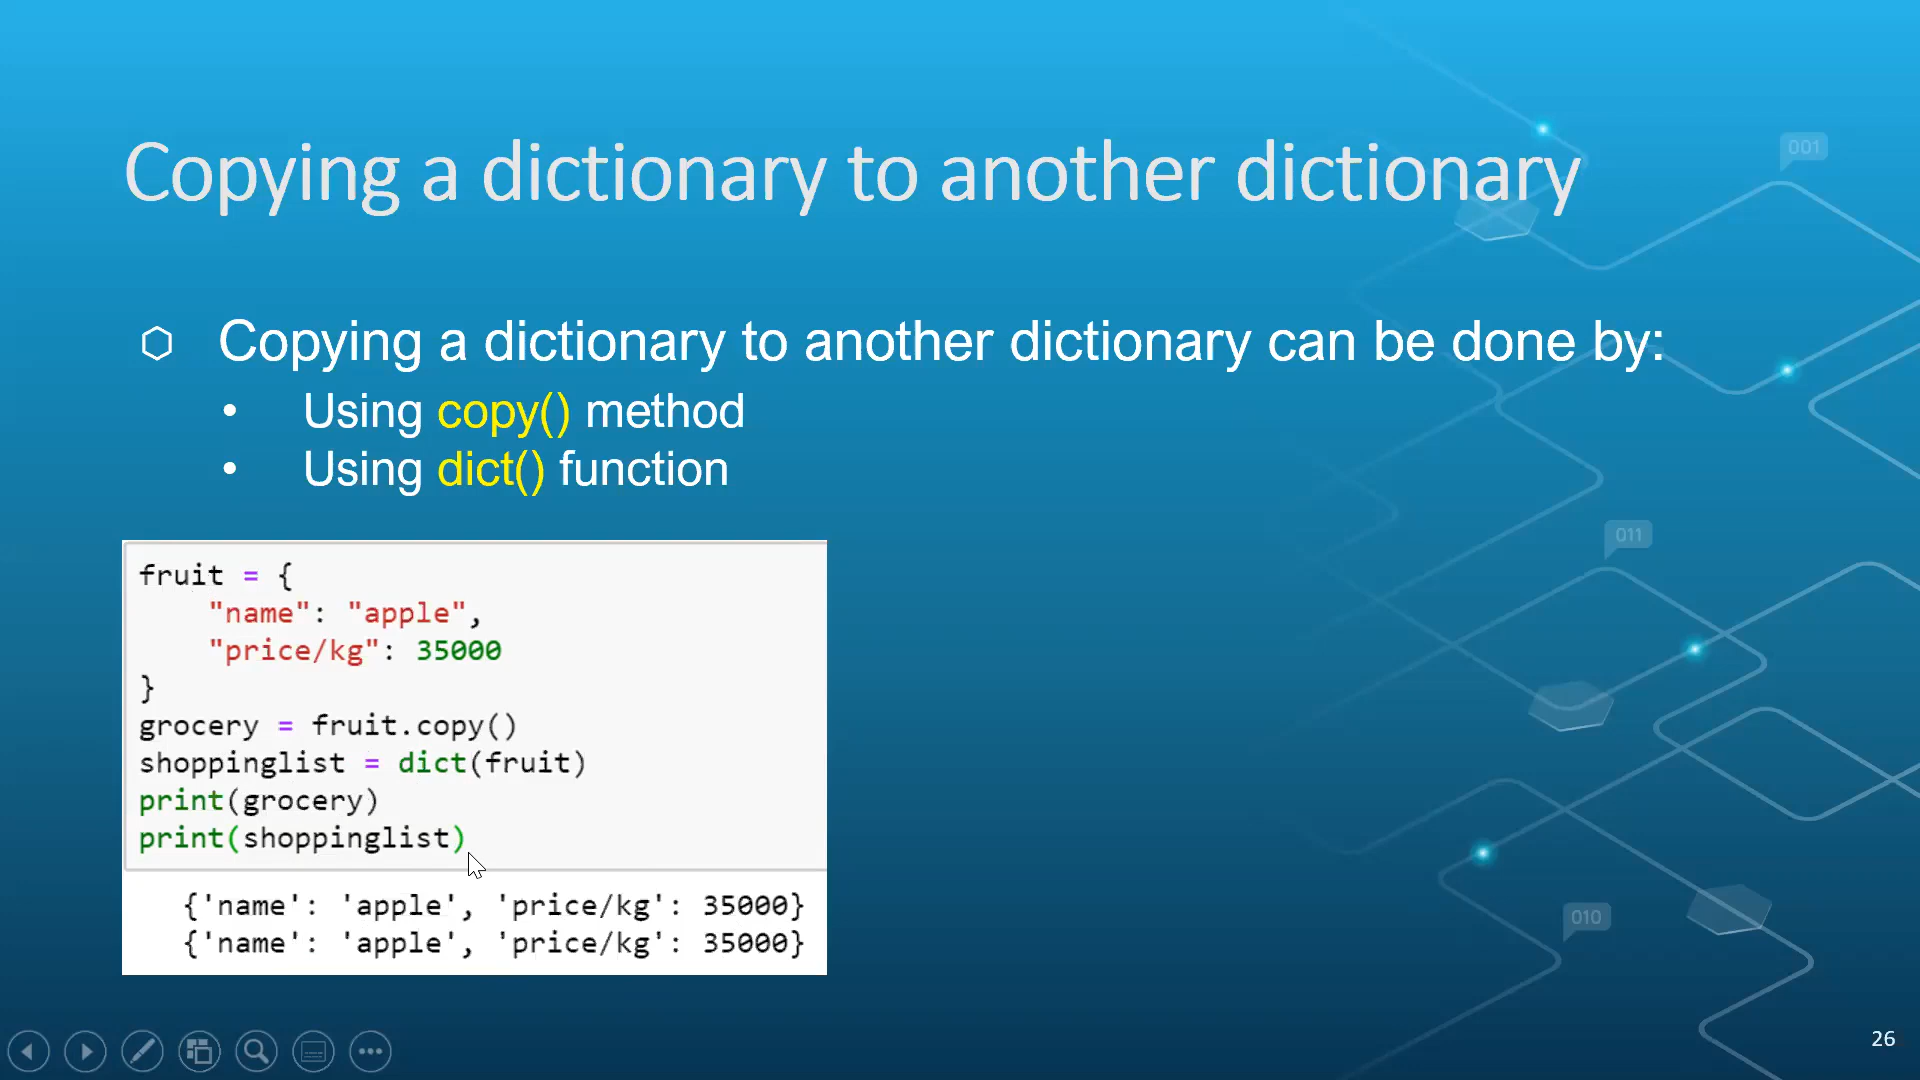 Copying a dictionary to another dictionary
001
Copying a dictionary to another dictionary can be done by:
• Using copy() method
• Using dict() function
011
fruit = {
    "name": "apple",
    "price/kg": 35000
}
grocery = fruit.copy()
shoppinglist = dict(fruit)
print(grocery)
print(shoppinglist)
{'name': 'apple', 'price/kg': 35000}
{'name': 'apple', 'price/kg': 35000}
010
26